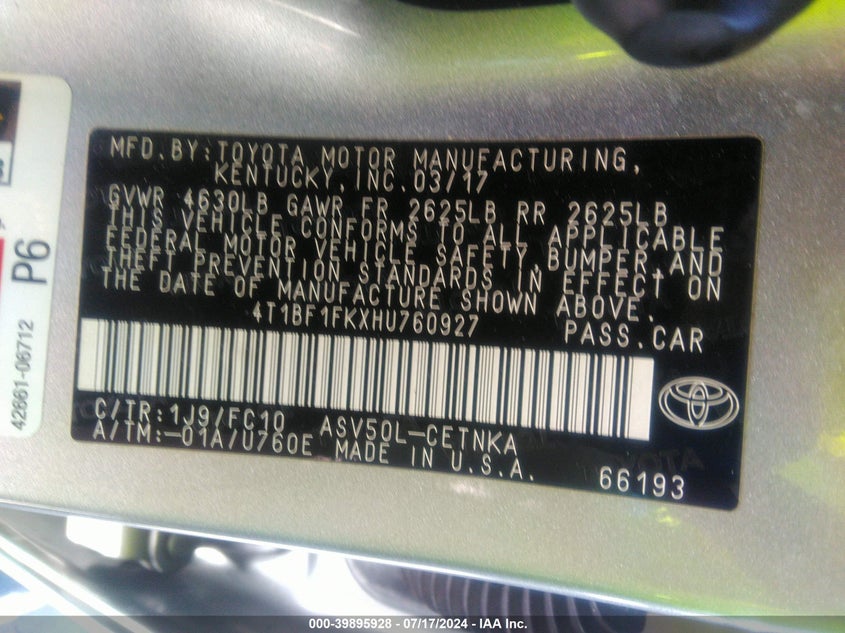 MFD.BY:TOYOTA MOTOR MANUFACTURING,
KENTUCKY,INC.03/17
GVWR 4630LB GAWR FR 2625LB RR 2625LB
THIS VEHICLE CONFORMS TO ALL APPLICABLE
FEDERAL MOTOR VEHICLE SAFETY,BUMPER,AND
THEFT PREVENTION STANDARDS IN EFFECT ON
THE DATE OF MANUFACTURE SHOWN ABOVE.
4T1BF1FKXHU760927
PASS.CAR
C/TR:1J9/FC10 ASV50L-CETNKA
A/TM:-01A/U760E MADE IN U.S.A.
66193
P6
42661-06712
000-39895928 - 07/17/2024 - IAA Inc.